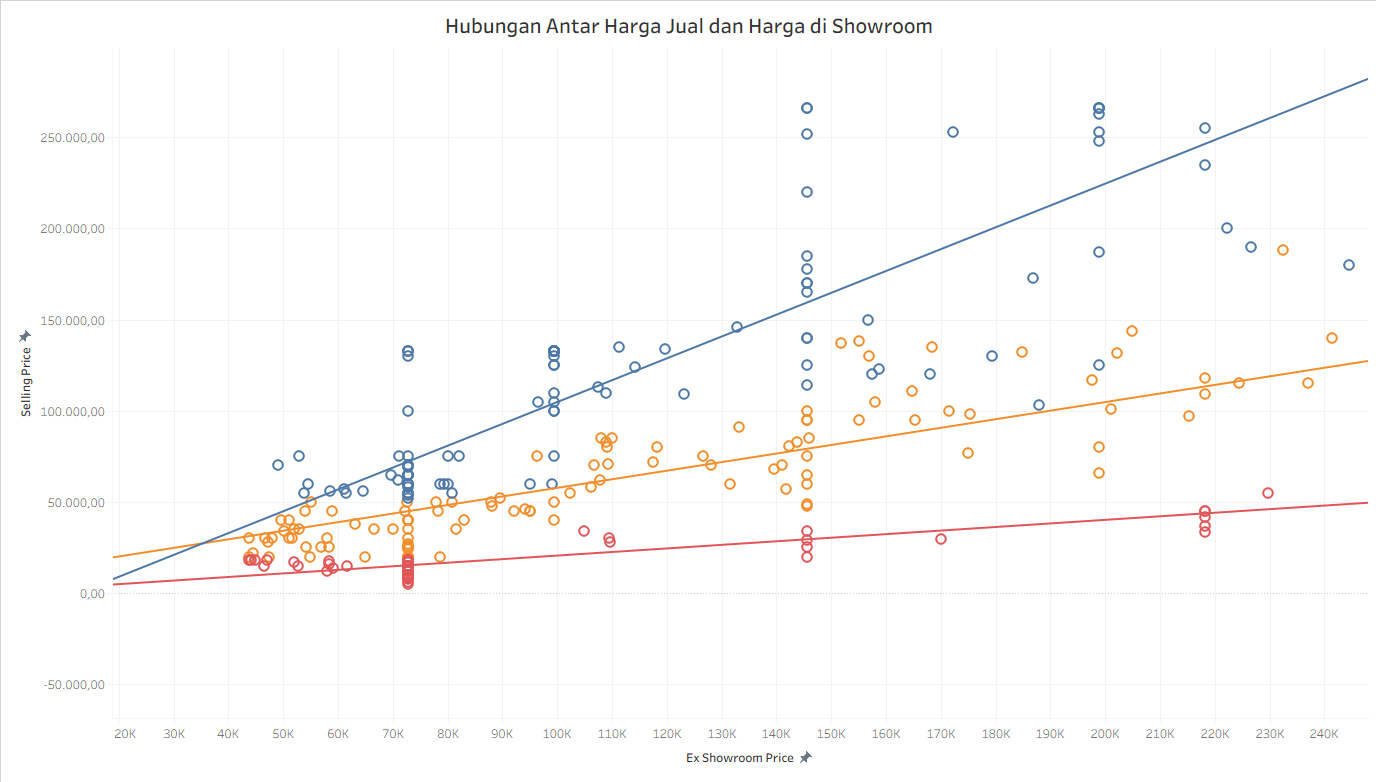 Hubungan Antar Harga Jual dan Harga di Showroom
250.000,00
200.000,00
150.000,00
100.000,00
50.000,00
0,00
-50.000,00
Selling Price
20K 30K 40K 50K 60K 70K 80K 90K 100K 110K 120K 130K 140K 150K 160K 170K 180K 190K 200K 210K 220K 230K 240K
Ex Showroom Price